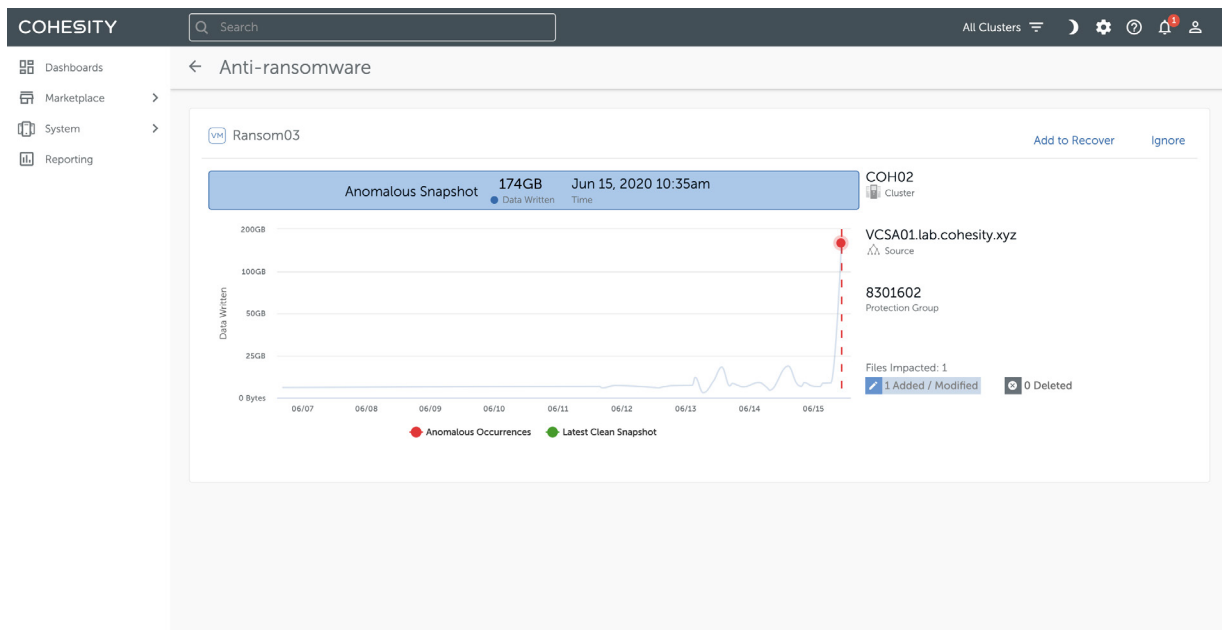 COHESITY
Search
All Clusters
1
Dashboards
Marketplace
System
Reporting
Anti-ransomware
VM Ransom03
Add to Recover Ignore
Anomalous Snapshot 174GB Jun 15, 2020 10:35am
Data Written Time
COH02
Cluster
VCSA01.lab.cohesity.xyz
Source
8301602
Protection Group
Files Impacted: 1
1 Added / Modified 0 Deleted
Data Written
200GB
100GB
50GB
25GB
0 Bytes
06/07 06/08 06/09 06/10 06/11 06/12 06/13 06/14 06/15
Anomalous Occurrences Latest Clean Snapshot